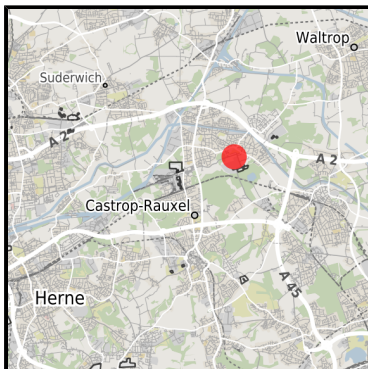 Waltrop
Suderwich
A 2
A 2
Castrop-Rauxel
A 45
Herne